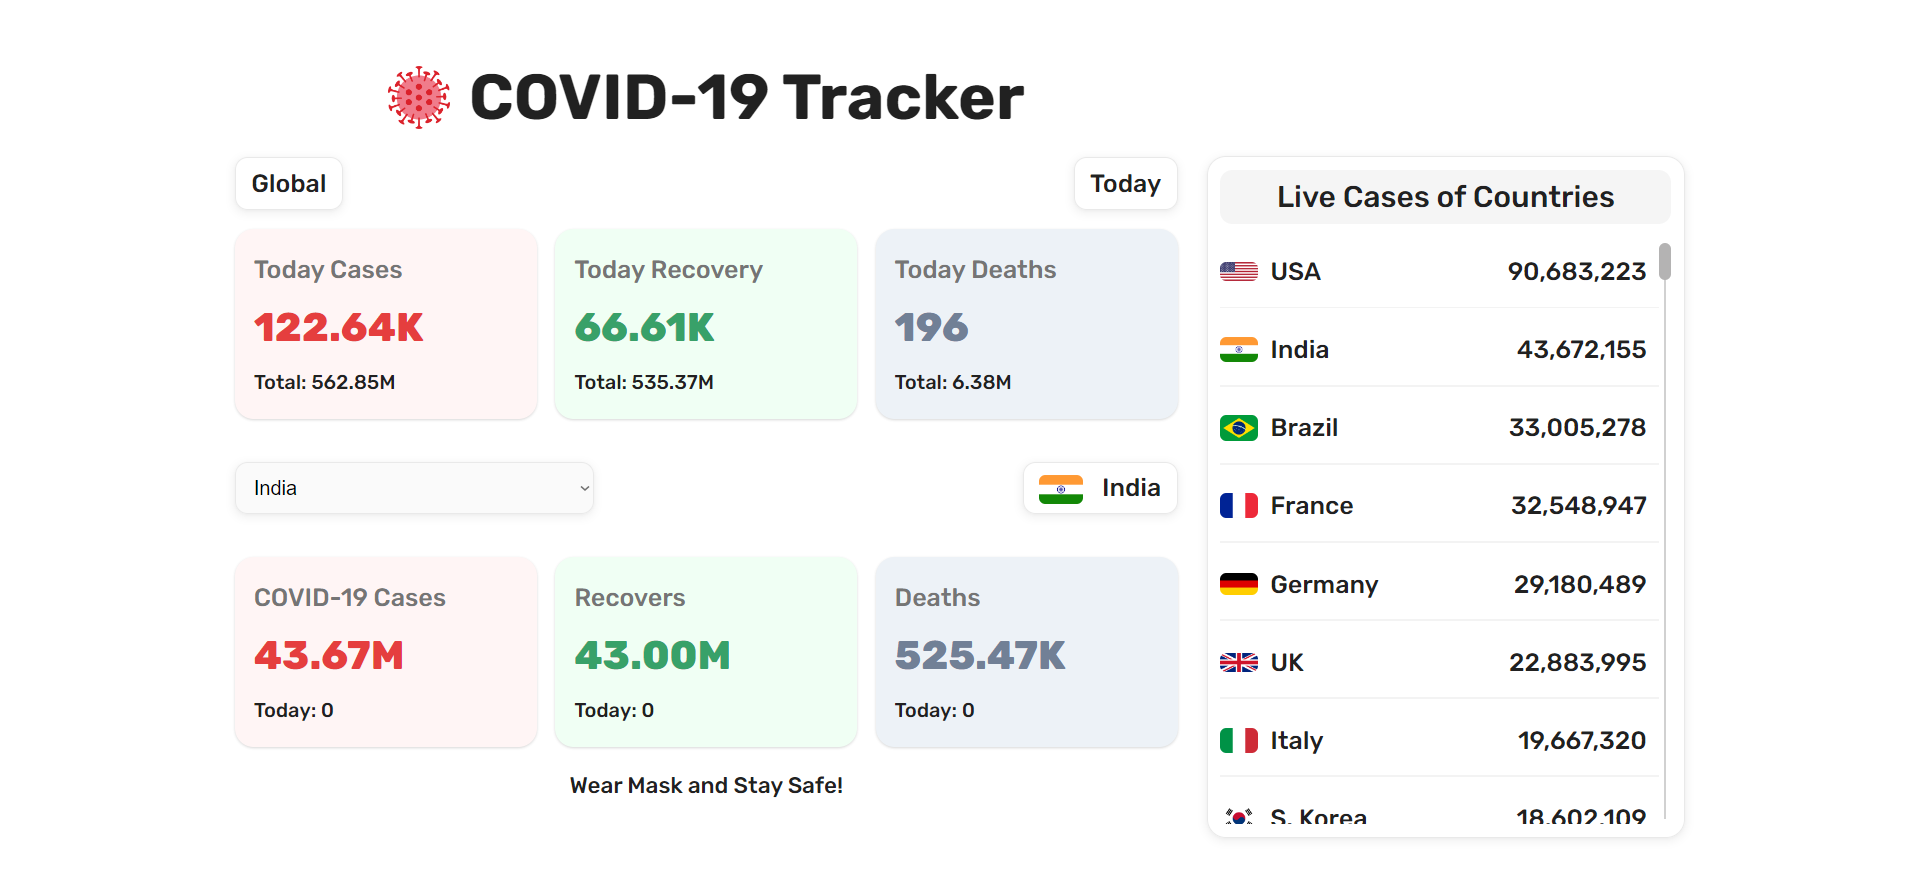 COVID-19 Tracker
Global
Today
Today Cases
122.64K
Total: 562.85M
Today Recovery
66.61K
Total: 535.37M
Today Deaths
196
Total: 6.38M
India
India
COVID-19 Cases
43.67M
Today: 0
Recovers
43.00M
Today: 0
Deaths
525.47K
Today: 0
Wear Mask and Stay Safe!
Live Cases of Countries
USA 90,683,223
India 43,672,155
Brazil 33,005,278
France 32,548,947
Germany 29,180,489
UK 22,883,995
Italy 19,667,320
S. Korea 18,602,109